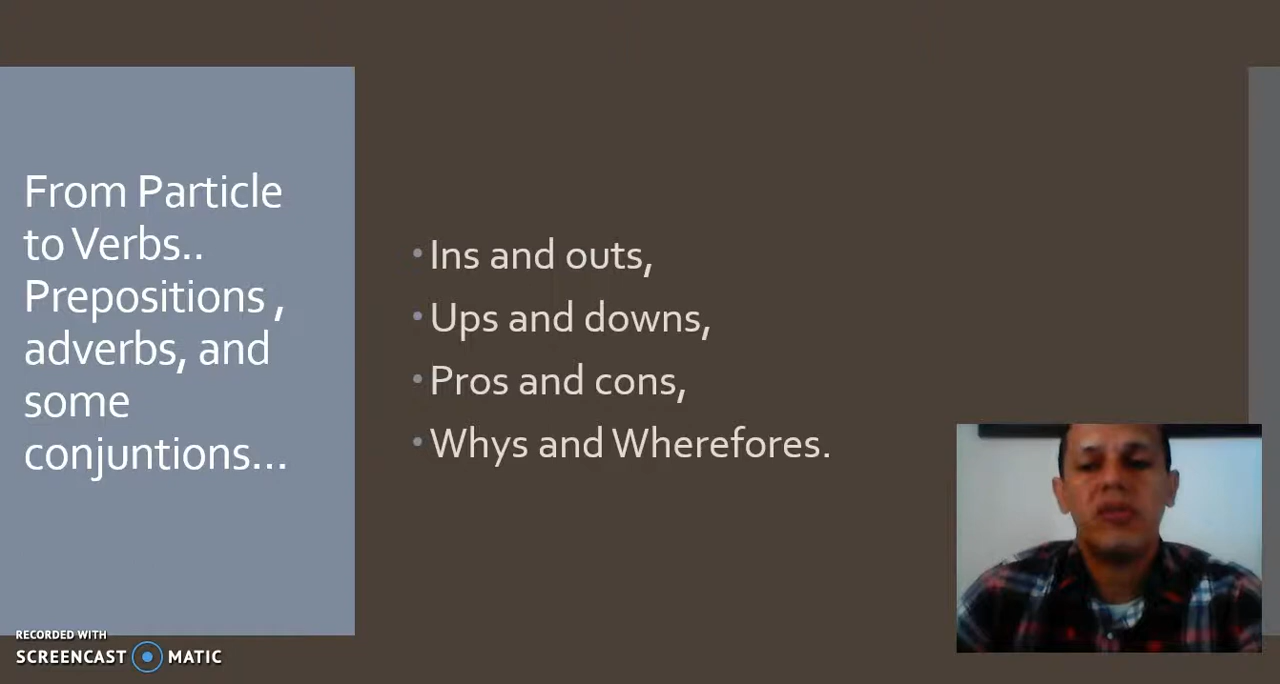 From Particle
to Verbs..
Prepositions ,
adverbs, and
some
conjuntions...
Ins and outs,
Ups and downs,
Pros and cons,
Whys and Wherefores.
RECORDED WITH
SCREENCAST MATIC